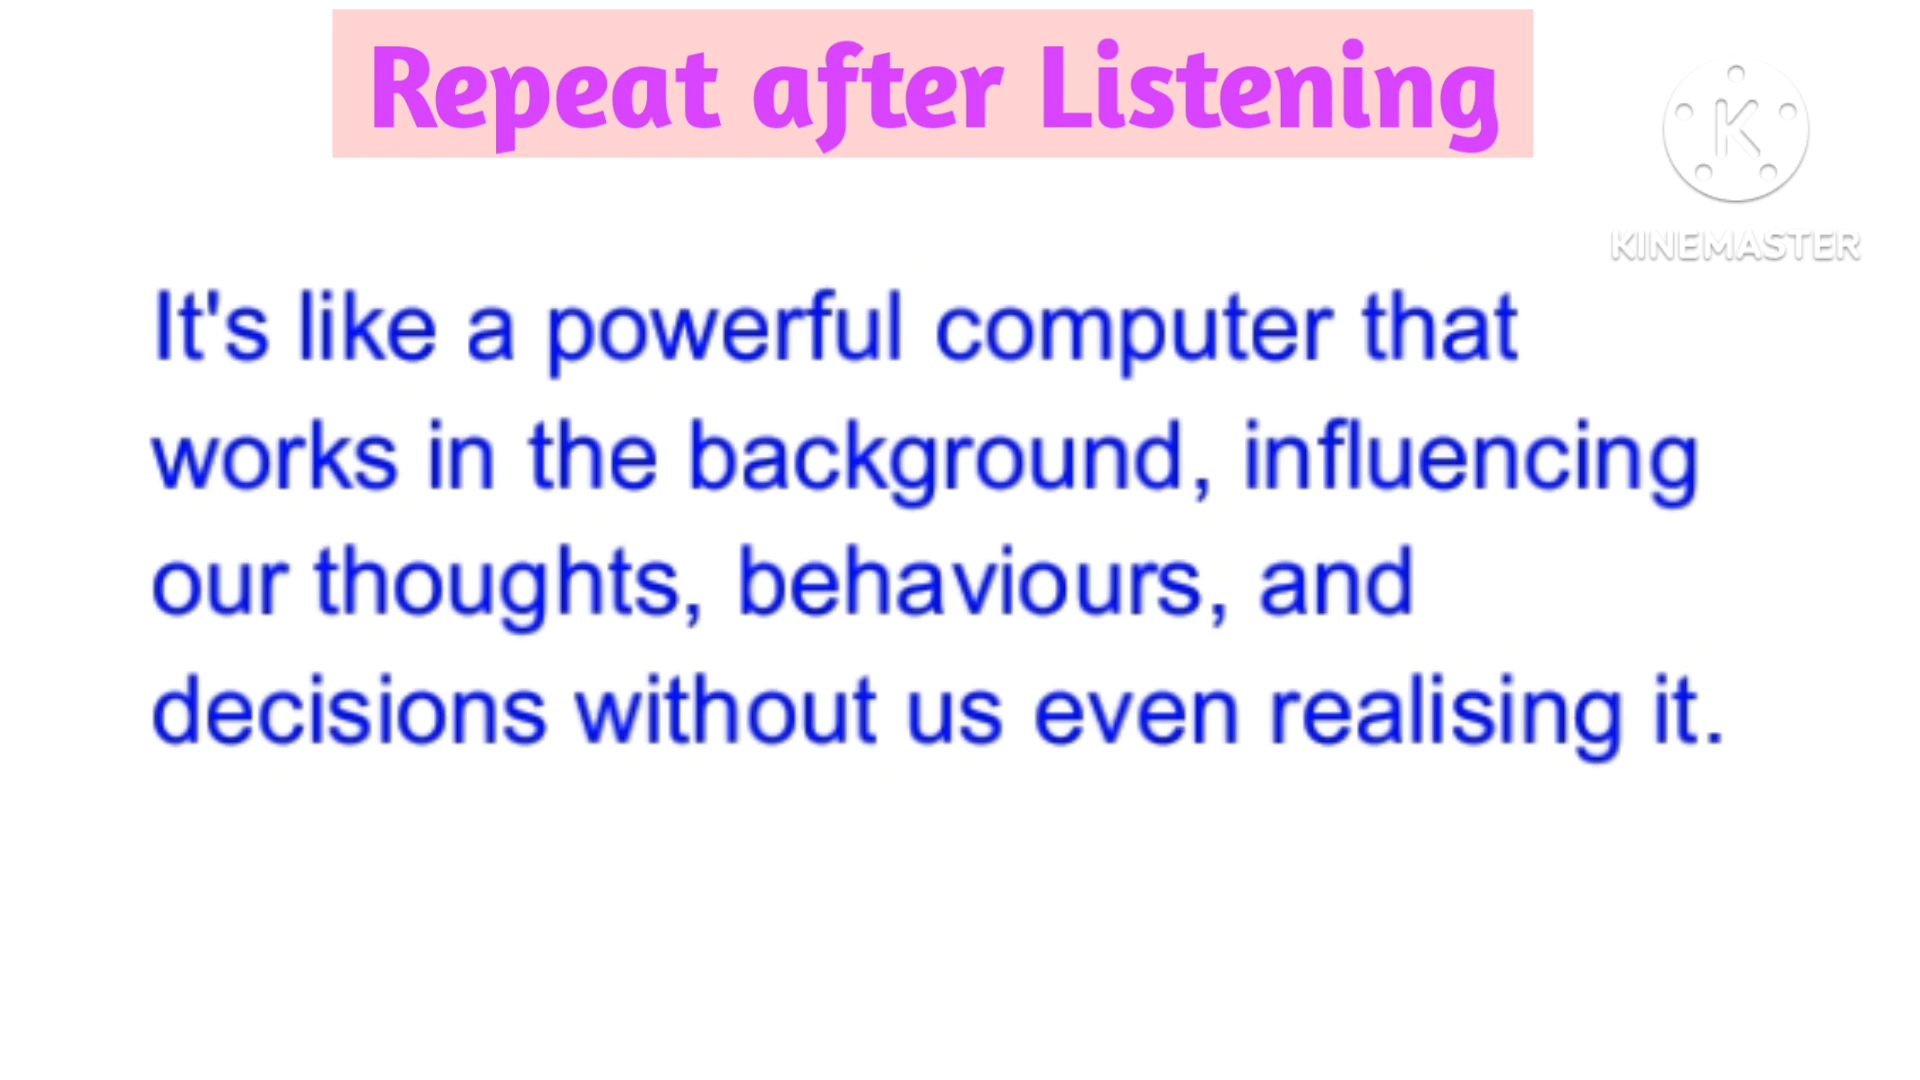 Repeat after Listening
K
KINEMASTER
It's like a powerful computer that
works in the background, influencing
our thoughts, behaviours, and
decisions without us even realising it.